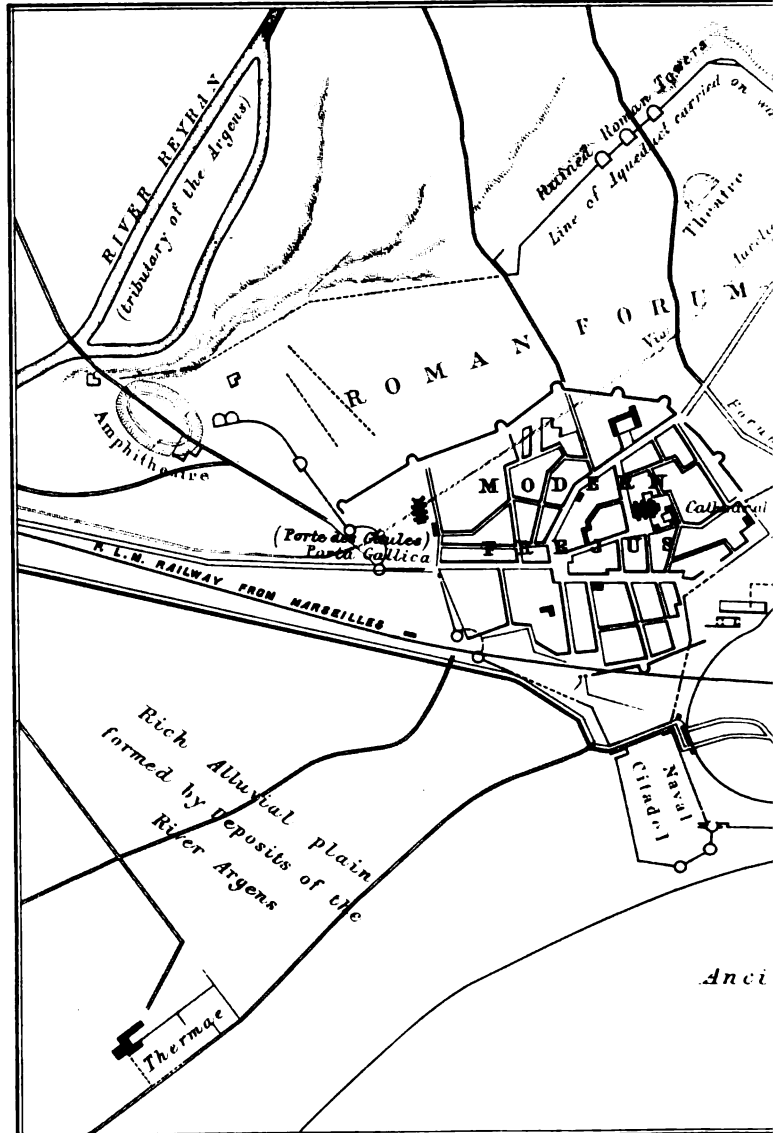 RIVER REYRAN
(tributary of the Argens)
Ruined Roman Towers
Line of Aqueduct carried on
Theatre
ROMAN FORUM
Via
Amphitheatre
MODERN
FREJUS
Cathedral
(Porte des Gaules)
Porta Gallica
R.L.M. RAILWAY FROM MARSEILLES
Rich Alluvial plain
formed by Deposits of the
River Argens
Naval
Citadel
Anci
Thermae